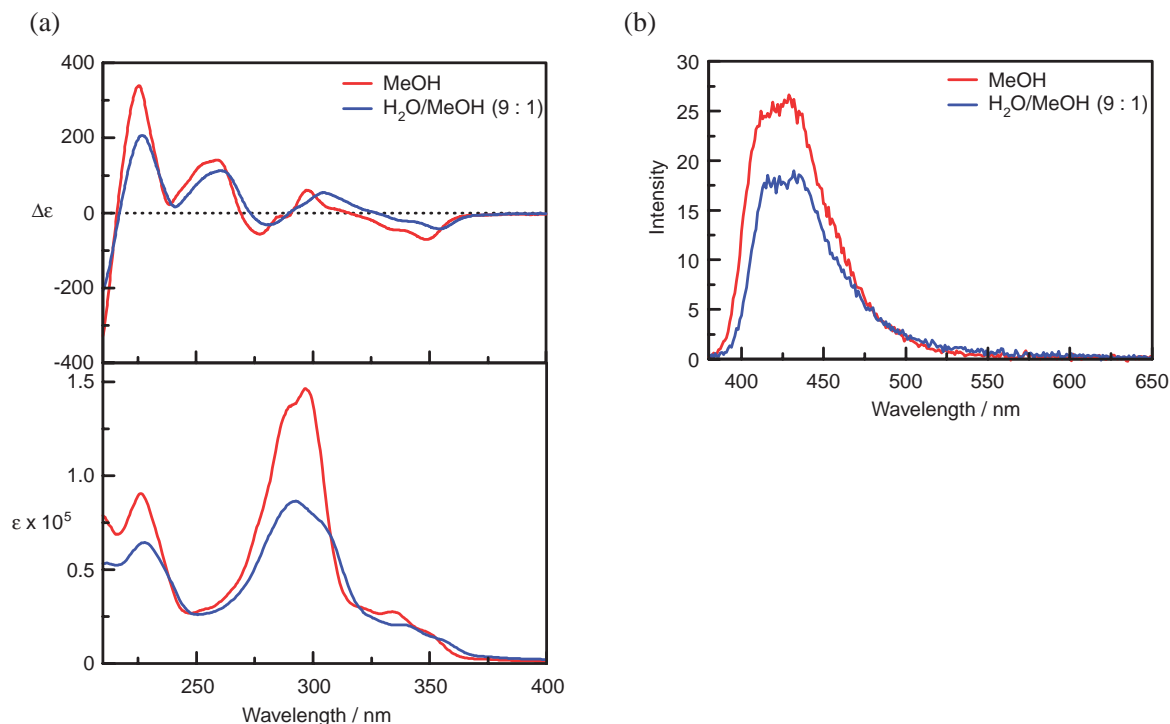 (a)
400
200
0
-200
-400
Δε
MeOH
H2O/MeOH (9 : 1)
1.5
1.0
0.5
0
ε x 10^5
250 300 350 400
Wavelength / nm
(b)
30
25
20
15
10
5
0
Intensity
MeOH
H2O/MeOH (9 : 1)
400 450 500 550 600 650
Wavelength / nm